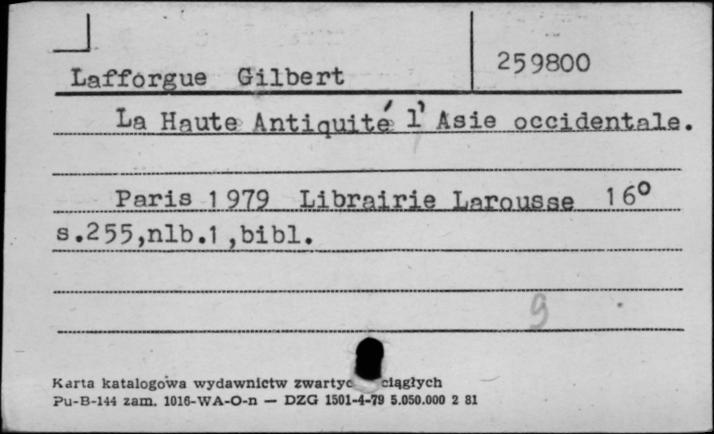 259800
Lafforgue Gilbert
La Haute Antiquité l'Asie occidentale.
Paris 1979 Librairie Larousse 16°
s.255,nlb.1,bibl.
9
Karta katalogowa wydawnictw ciągłych
Pu-B-144 zam. 1016-WA-O-n — DZG 1501-4-79 5.050.000 2 81